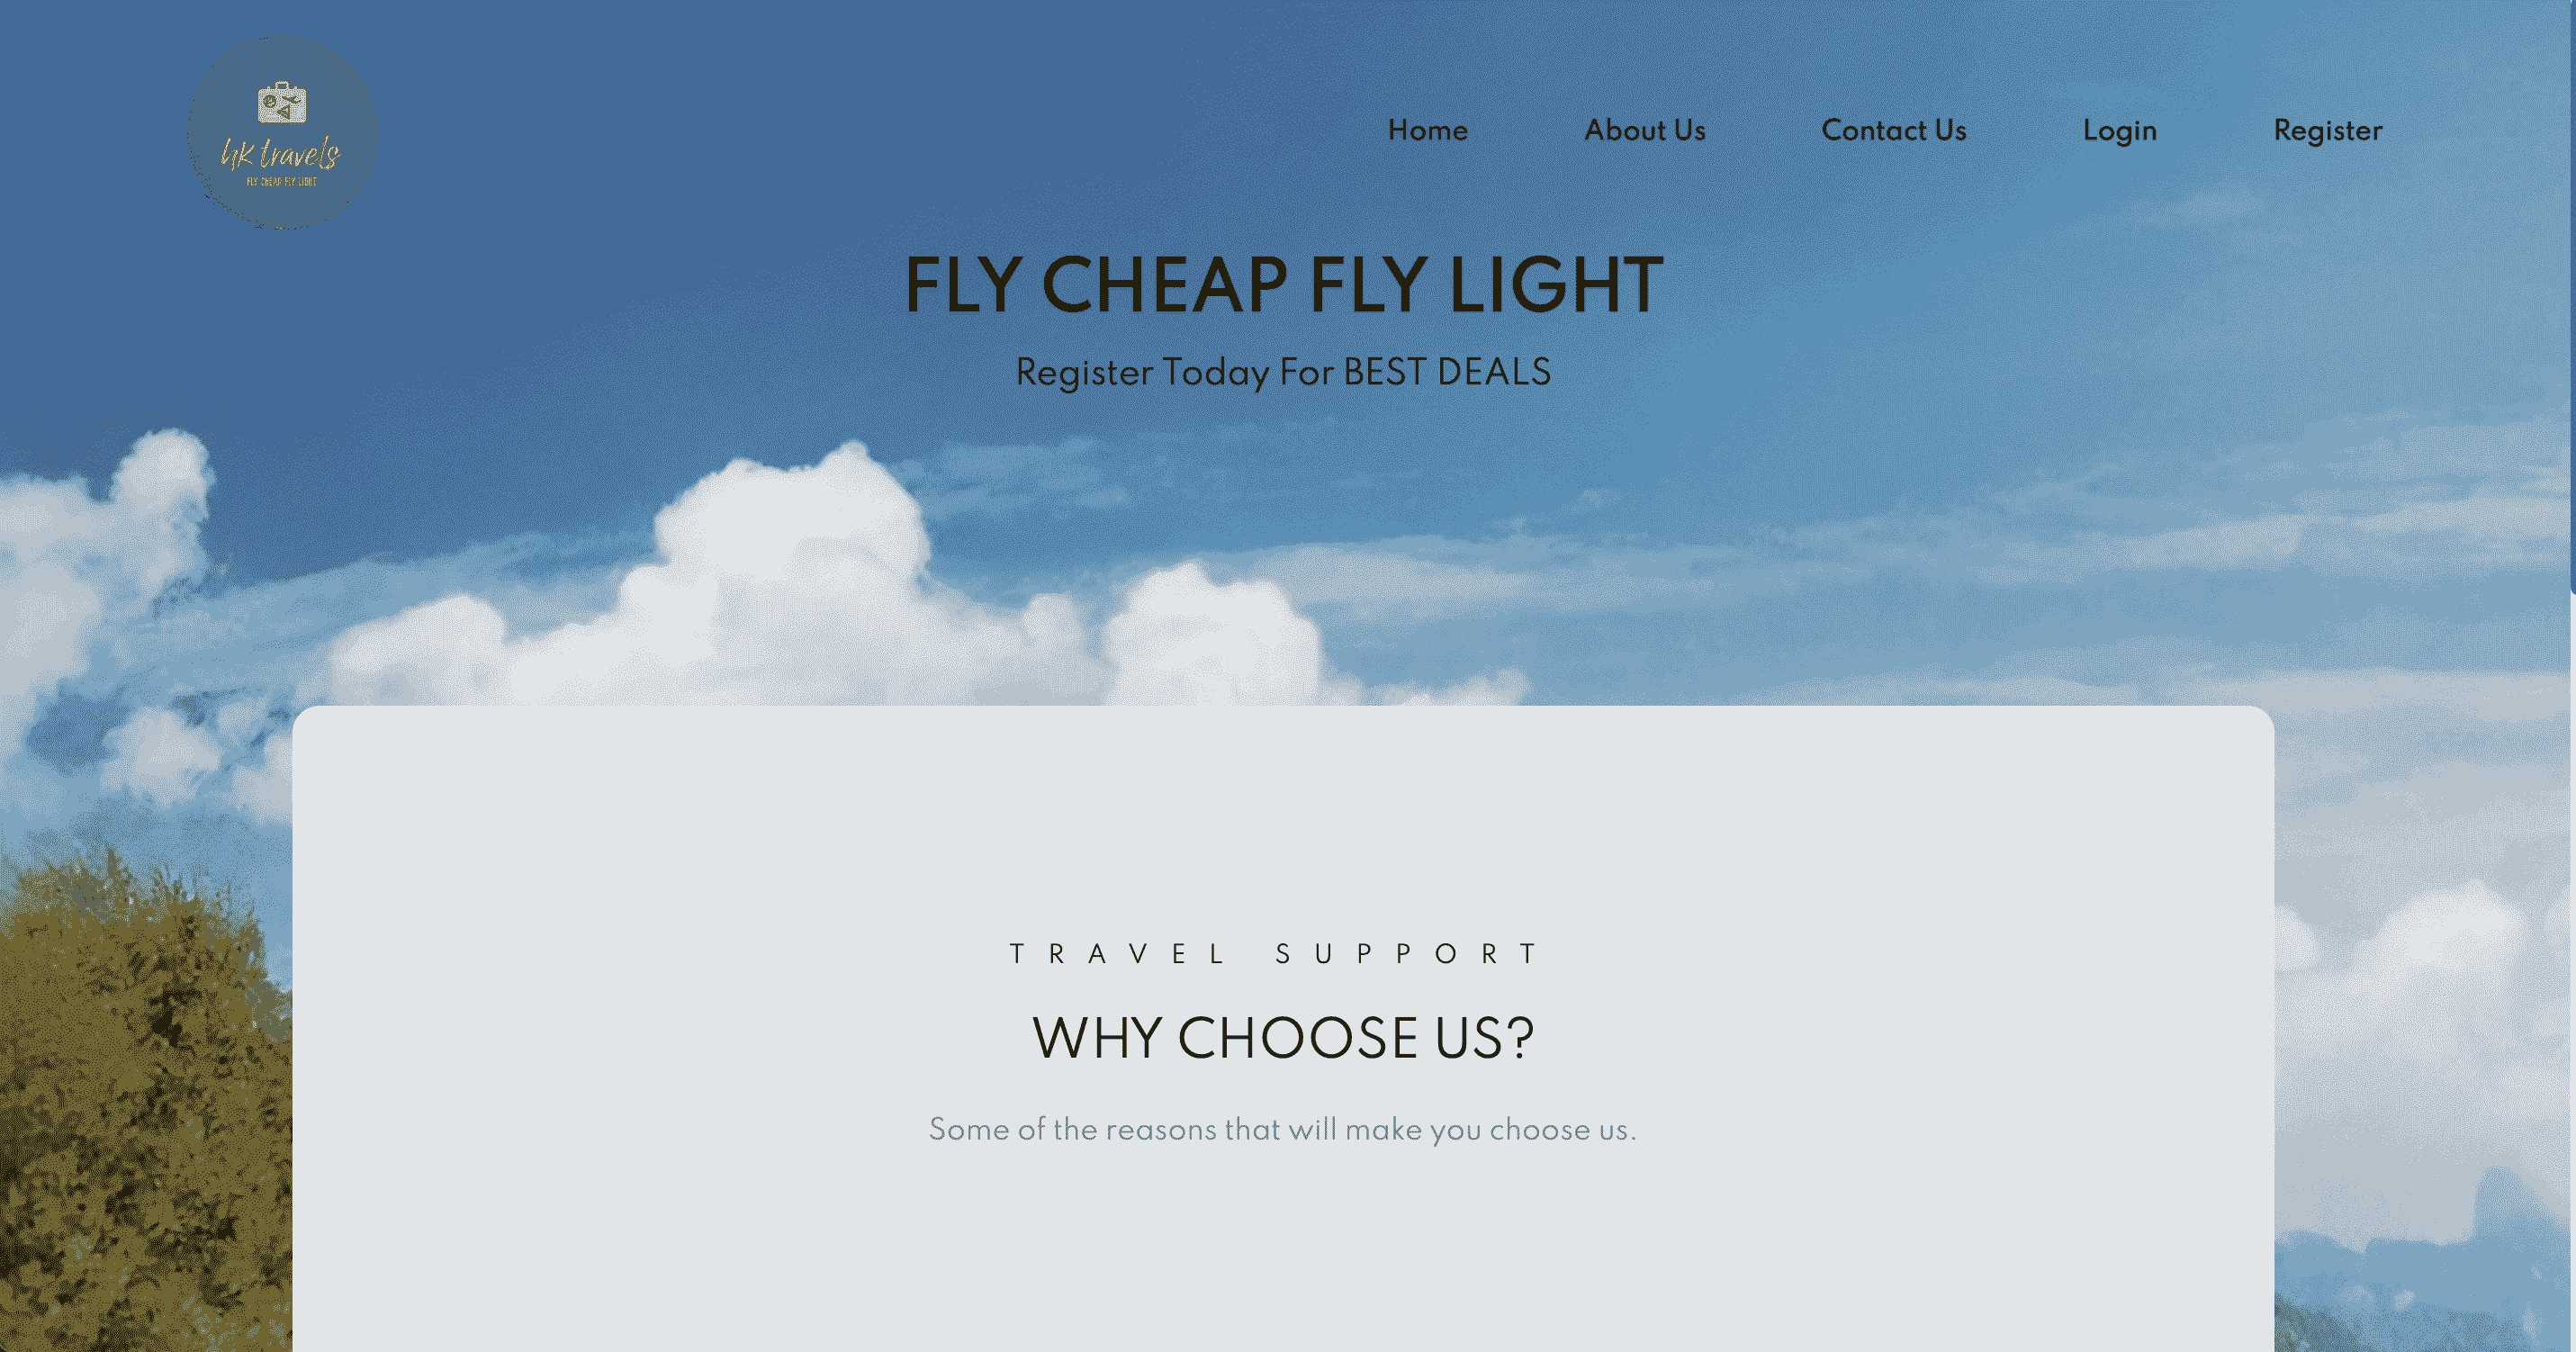 hk travels
FLY CHEAP FLY LIGHT
Home About Us Contact Us Login Register
FLY CHEAP FLY LIGHT
Register Today For BEST DEALS
TRAVEL SUPPORT
WHY CHOOSE US?
Some of the reasons that will make you choose us.